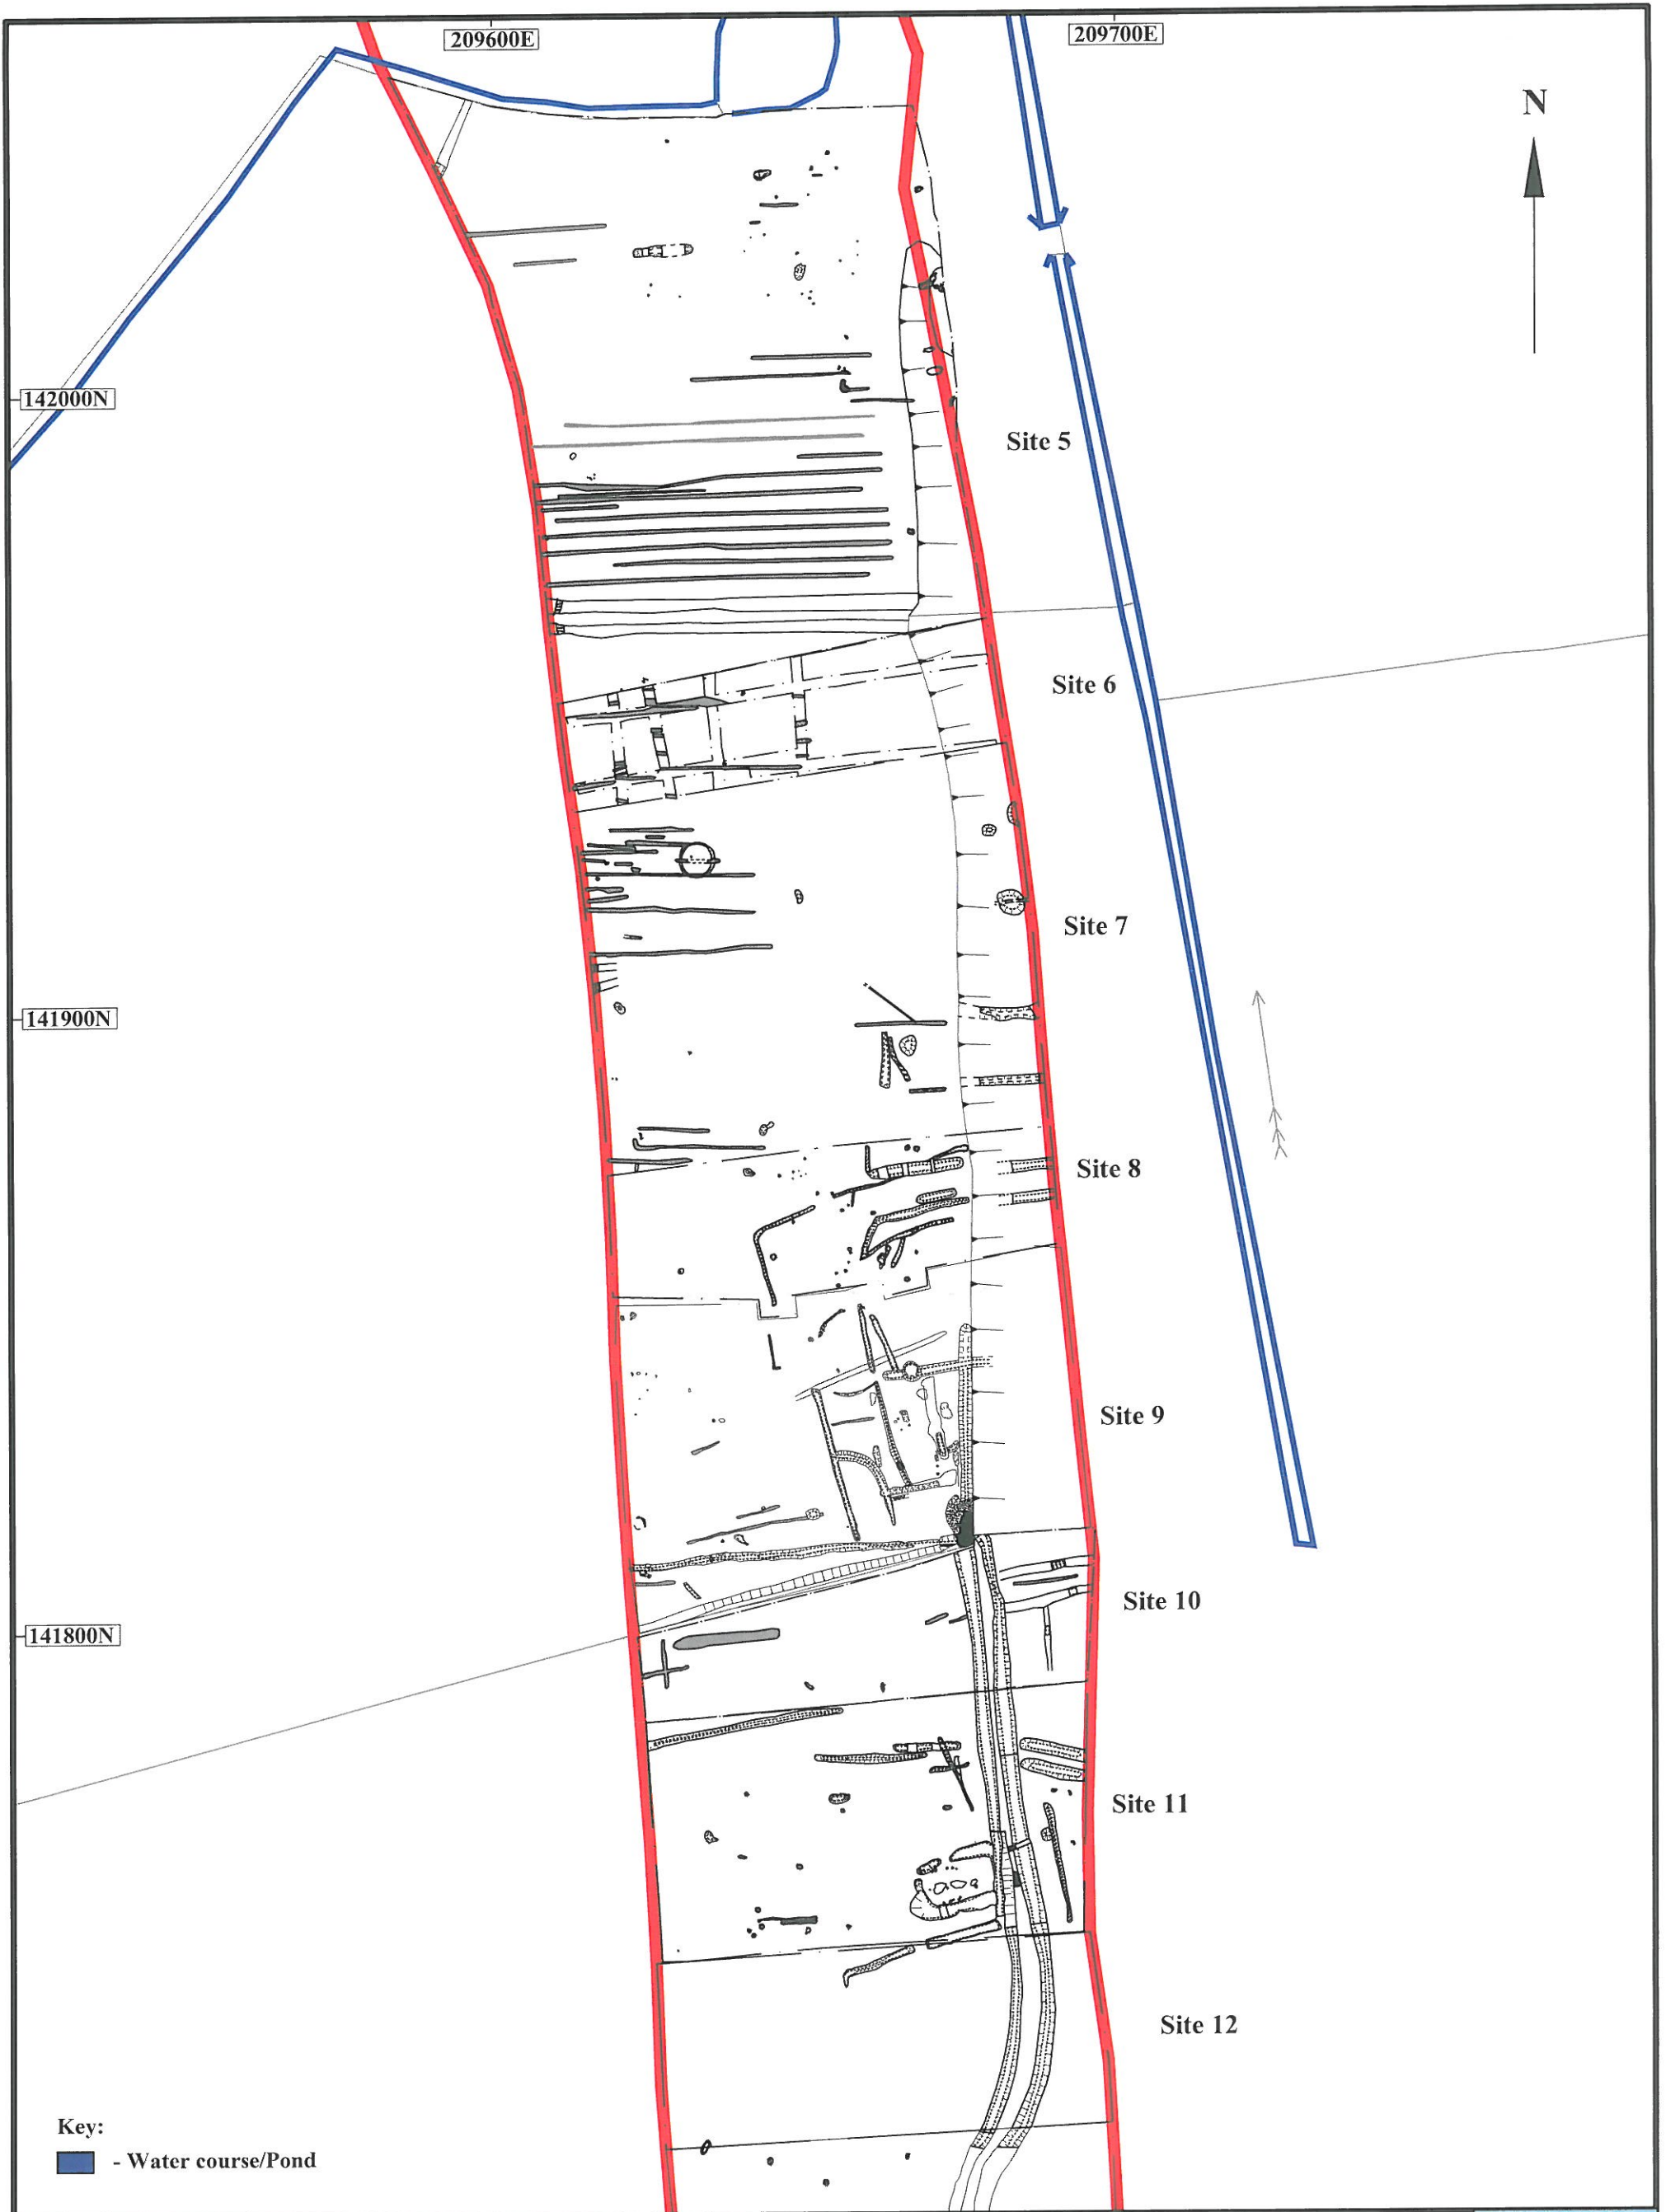 209600E
209700E
N
142000N
Site 5
Site 6
Site 7
141900N
Site 8
Site 9
Site 10
141800N
Site 11
Site 12
Key:
- Water course/Pond